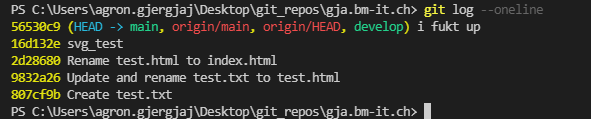 PS C:\Users\agron.gjergjaj\Desktop\git_repos\gja.bm-it.ch> git log --oneline
56530c9 (HEAD -> main, origin/main, origin/HEAD, develop) i fukt up
16d132e svg_test
2d28680 Rename test.html to index.html
9832a26 Update and rename test.txt to test.html
807cf9b Create test.txt
PS C:\Users\agron.gjergjaj\Desktop\git_repos\gja.bm-it.ch>